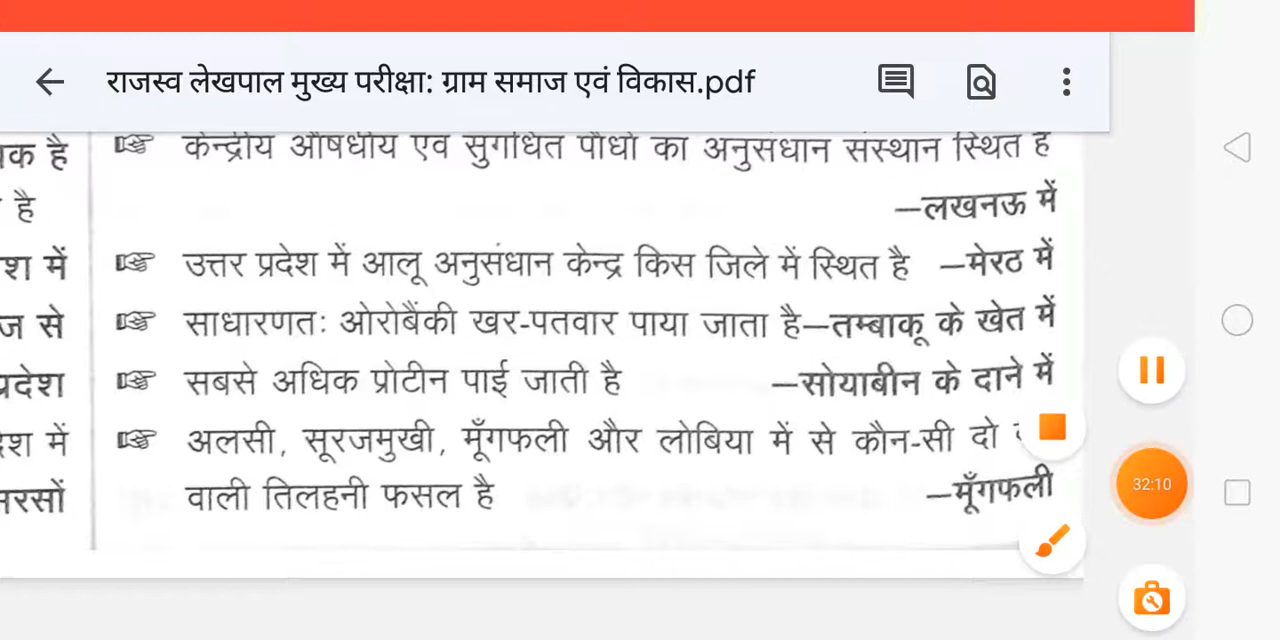 राजस्व लेखपाल मुख्य परीक्षा: ग्राम समाज एवं विकास.pdf
है
है
श में
ज से
देश में
सरसों
केन्द्रीय औषधीय एवं सुगंधित पौधों का अनुसंधान संस्थान स्थित है
–लखनऊ में
उत्तर प्रदेश में आलू अनुसंधान केन्द्र किस जिले में स्थित है –मेरठ में
साधारणतः ओरोबैंकी खर-पतवार पाया जाता है–तम्बाकू के खेत में
सबसे अधिक प्रोटीन पाई जाती है –सोयाबीन के दाने में
अलसी, सूरजमुखी, मूँगफली और लोबिया में से कौन-सी दो
वाली तिलहनी फसल है –मूँगफली
32:10